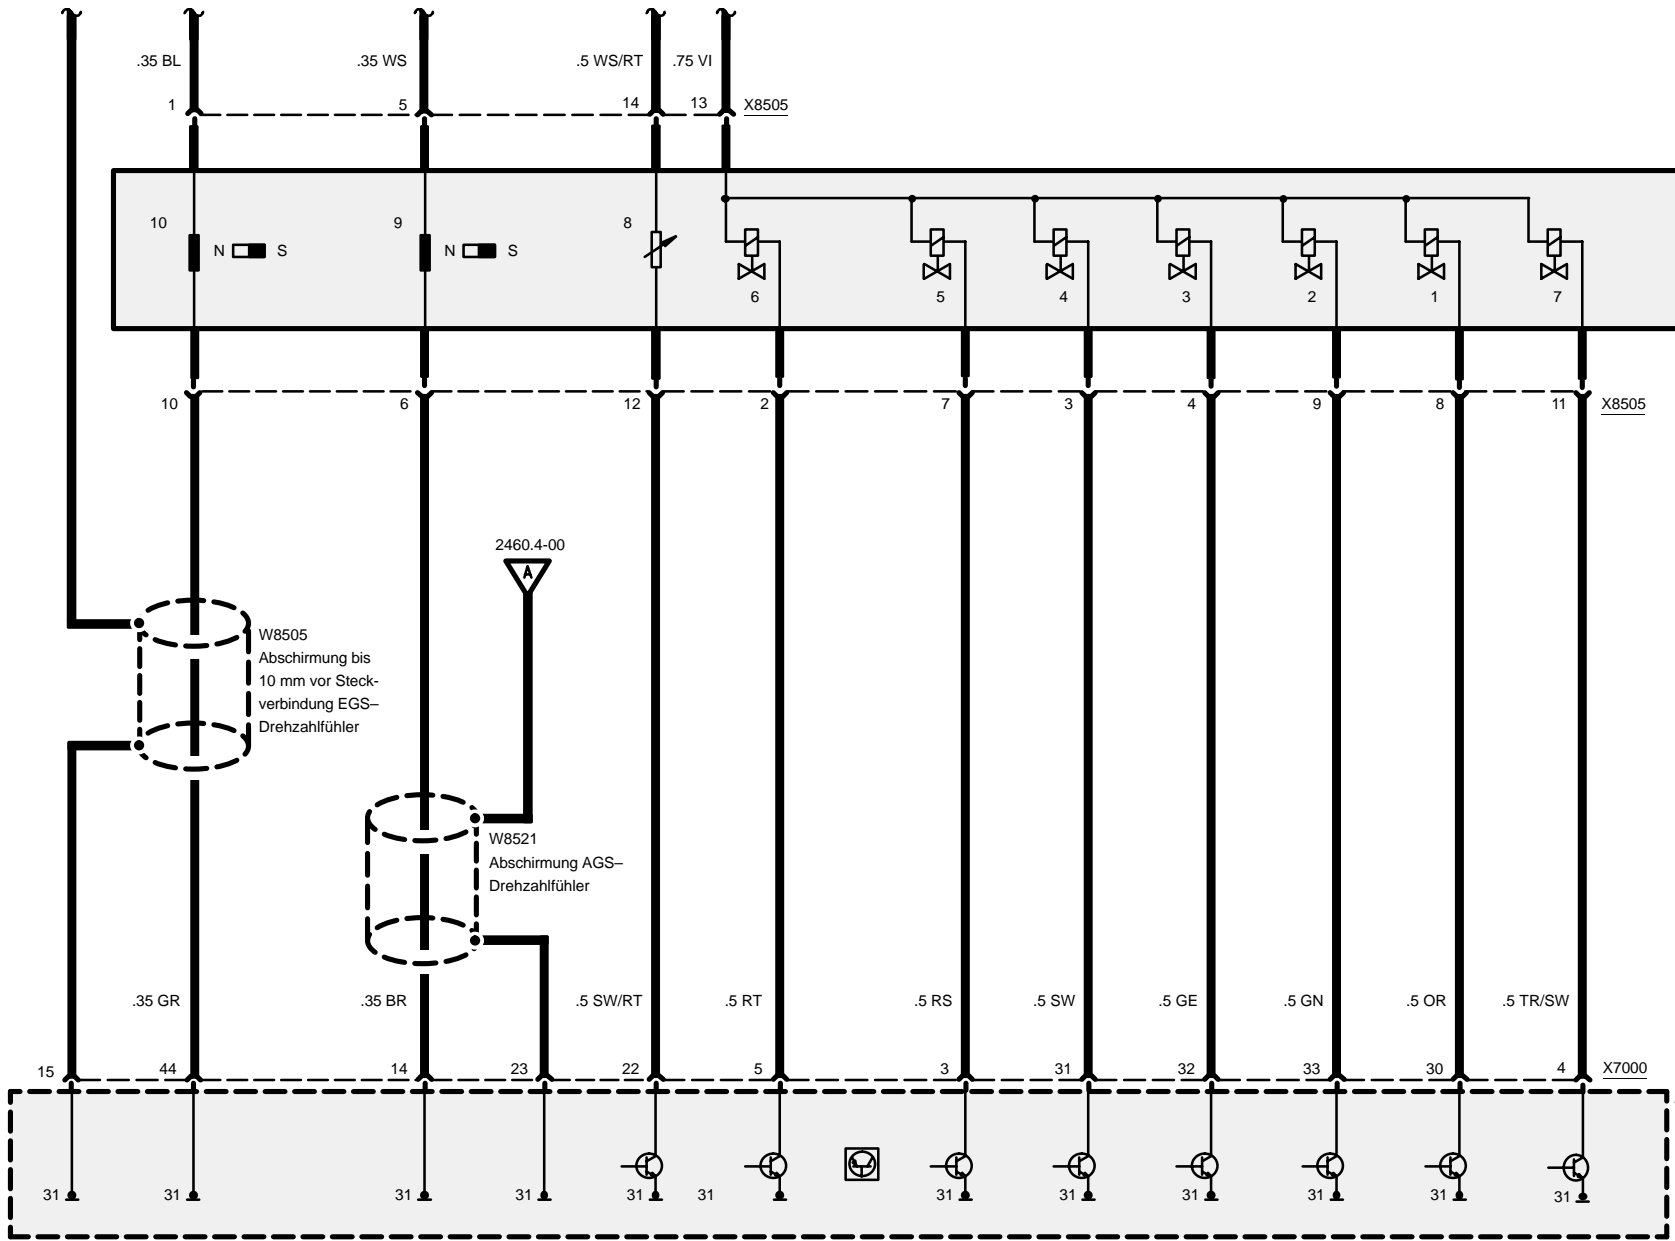 .35 BL .35 WS .5 WS/RT .75 VI
1 5 14 13 X8505
10 9 8
N S N S
6 5 4 3 2 1 7
10 6 12 2 7 3 4 9 8 11 X8505
2460.4-00
A
W8505
Abschirmung bis
10 mm vor Steck-
verbindung EGS–
Drehzahlfühler
W8521
Abschirmung AGS–
Drehzahlfühler
.35 GR .35 BR .5 SW/RT .5 RT .5 RS .5 SW .5 GE .5 GN .5 OR .5 TR/SW
15 44 14 23 22 5 3 31 32 33 30 4 X7000
31 31 31 31 31 31 31 31 31 31 31 31